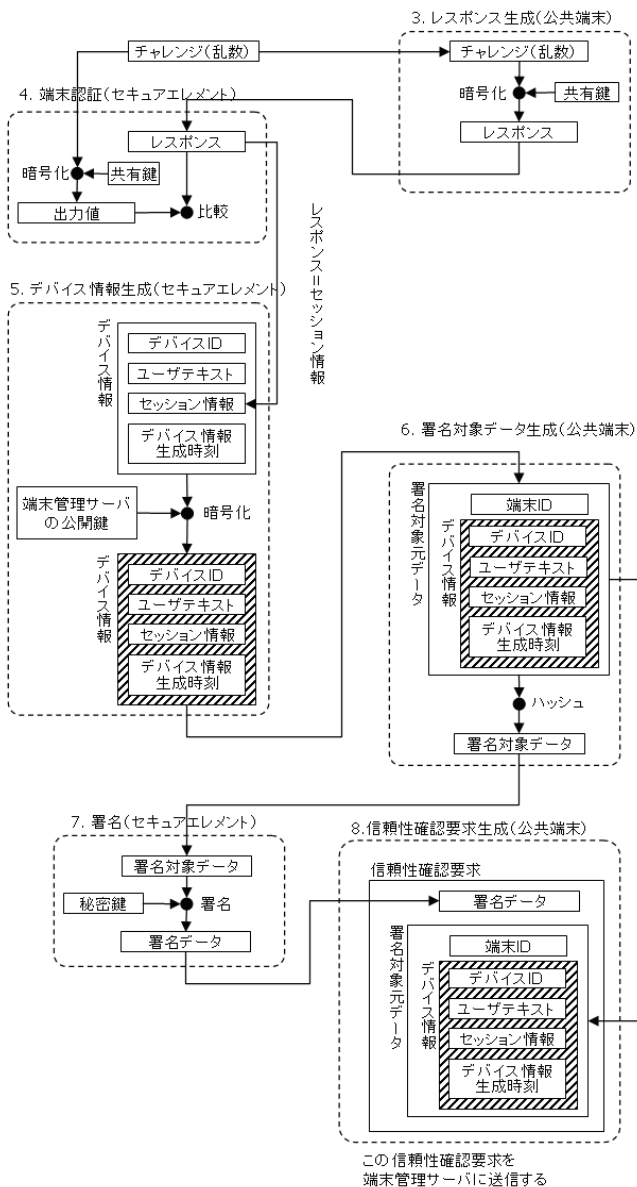 3. レスポンス生成(公共端末)
チャレンジ(乱数)
チャレンジ(乱数)
暗号化
共有鍵
レスポンス
4. 端末認証(セキュアエレメント)
レスポンス
暗号化
共有鍵
出力値
比較
レスポンス=セッション情報
5. デバイス情報生成(セキュアエレメント)
デバイス情報
デバイスID
ユーザテキスト
セッション情報
デバイス情報
生成時刻
端末管理サーバ
の公開鍵
暗号化
デバイス情報
デバイスID
ユーザテキスト
セッション情報
デバイス情報
生成時刻
6. 署名対象データ生成(公共端末)
署名対象元データ
端末ID
デバイス情報
デバイスID
ユーザテキスト
セッション情報
デバイス情報
生成時刻
ハッシュ
署名対象データ
7. 署名(セキュアエレメント)
署名対象データ
秘密鍵
署名
署名データ
8.信頼性確認要求生成(公共端末)
信頼性確認要求
署名データ
署名対象元データ
端末ID
デバイス情報
デバイスID
ユーザテキスト
セッション情報
デバイス情報
生成時刻
この信頼性確認要求を
端末管理サーバに送信する